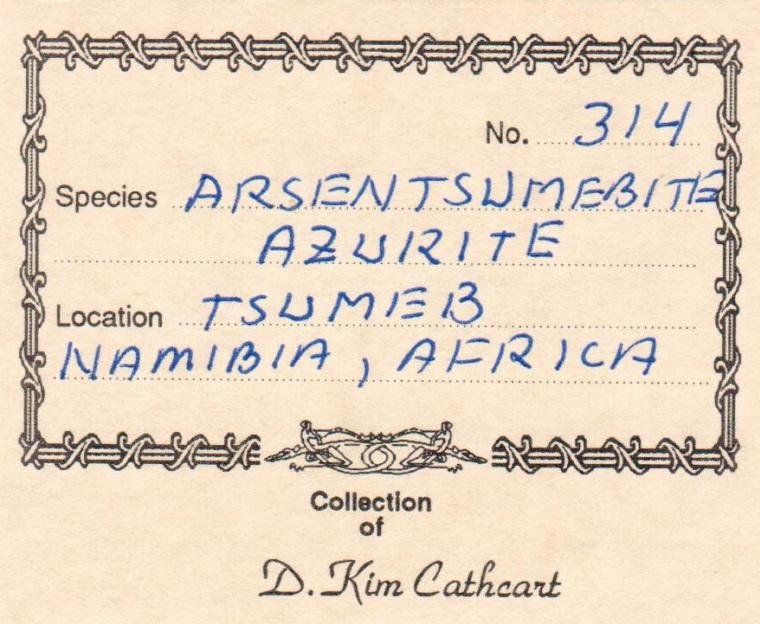 No. 314
Species ARSENTSUMEBITE
AZURITE
Location TSUMEB
NAMIBIA, AFRICA
Collection
of
D. Kim Cathcart